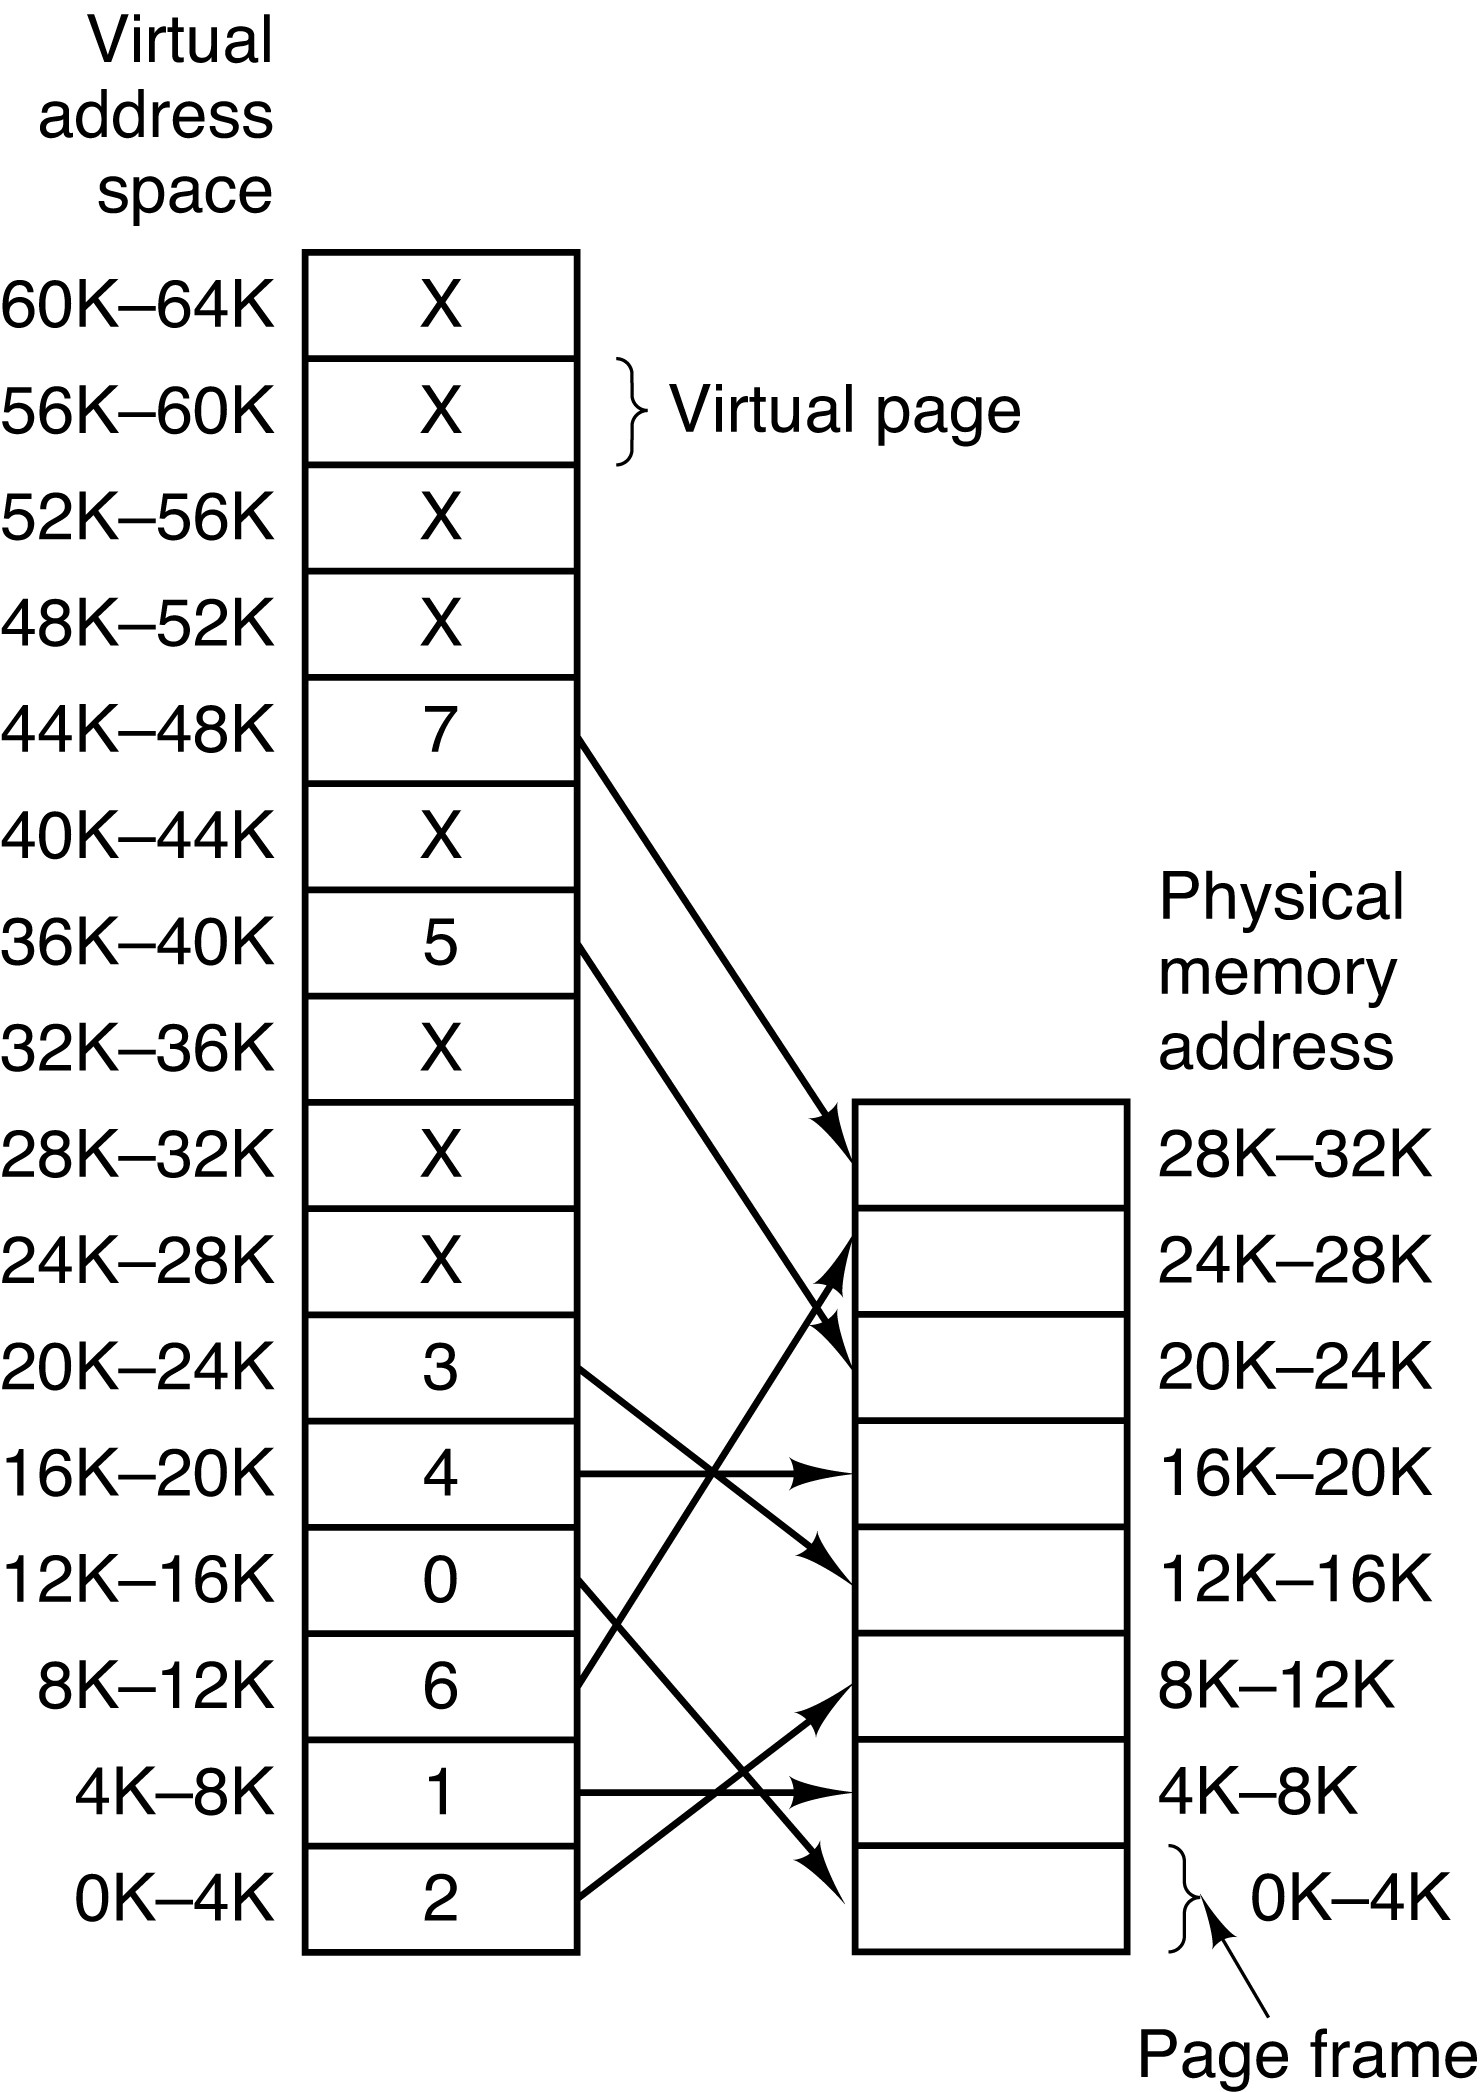 Virtual
address
space
60K–64K X
56K–60K X Virtual page
52K–56K X
48K–52K X
44K–48K 7
40K–44K X
36K–40K 5
Physical
memory
address
32K–36K X
28K–32K X 28K–32K
24K–28K X 24K–28K
20K–24K 3 20K–24K
16K–20K 4 16K–20K
12K–16K 0 12K–16K
8K–12K 6 8K–12K
4K–8K 1 4K–8K
0K–4K 2 0K–4K
Page frame